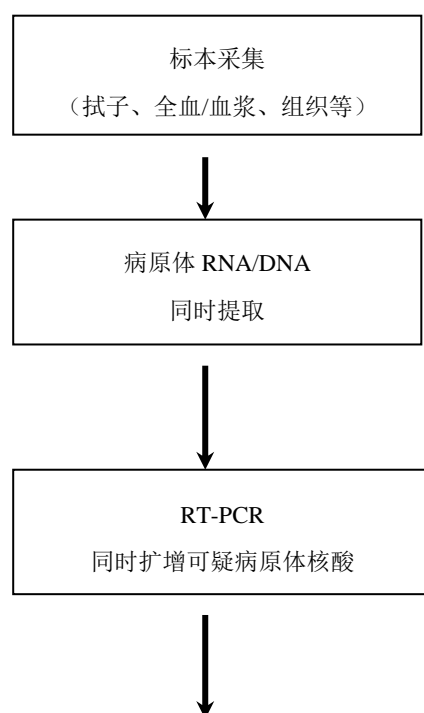 标本采集
（拭子、全血/血浆、组织等）
病原体 RNA/DNA
同时提取
RT-PCR
同时扩增可疑病原体核酸